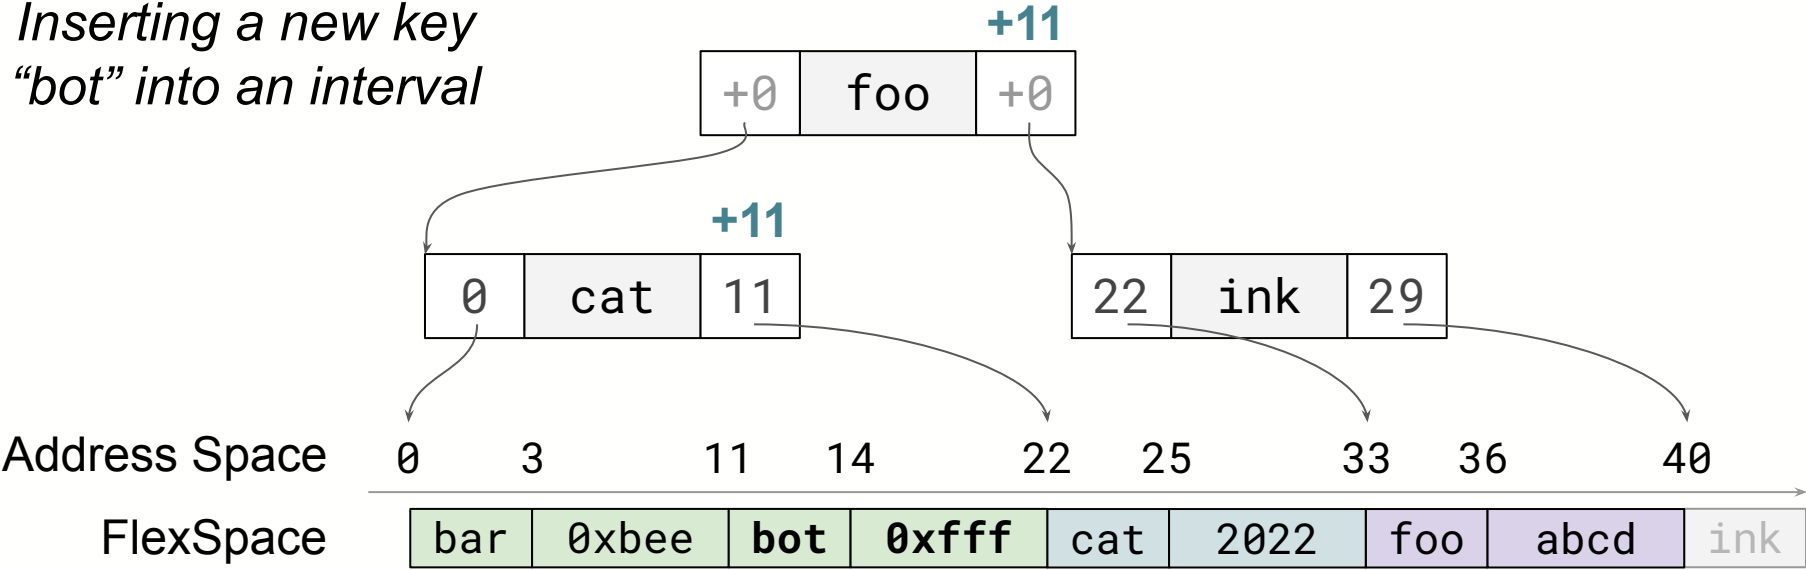 Inserting a new key
“bot” into an interval
+11
+0 foo +0
+11
0 cat 11
22 ink 29
Address Space 0 3 11 14 22 25 33 36 40
FlexSpace bar 0xbee bot 0xfff cat 2022 foo abcd ink